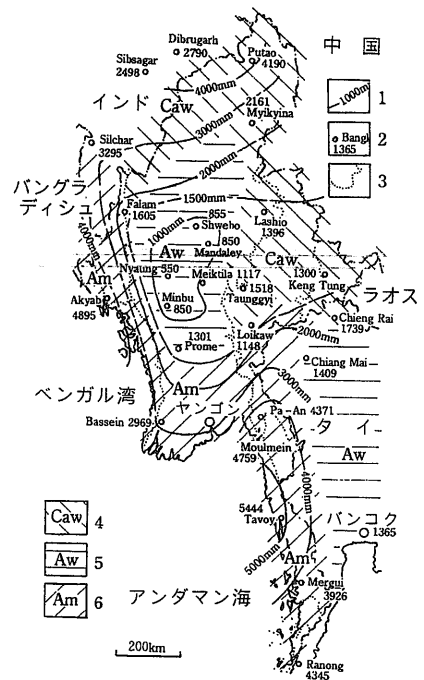 Dibrugarh
2790
Sibsagar
2498
Putao
4190
中国
4000mm
インド
Caw
2161
Myikyina
3000mm
Silchar
3295
2000mm
1000mm 1
Bangk
1365 2
3
バングラ
ディシュ
4000mm
Falam
1605
1500mm
855
Shwebo
1000mm
Lashio
1396
850
Mandaley
Aw
Caw
Nyaung 550
Meiktila 1117
1300
Keng Tung
Am
Akyab
4895
Minbu
850
1518
Taunggyi
ラオス
Chieng Rai
1739
1301
Prome
Loikaw
1148
2000mm
Chiang Mai
1409
ベンガル湾
Am
3000mm
ヤンゴン
Bassein 2969
Pa-An 4371
タイ
Moulmein
4759
Aw
4000mm
5444
Tavoy
バンコク
1365
Caw 4
Aw 5
Am 6
5000mm
Am
アンダマン海
Mergui
3926
200km
Ranong
4345